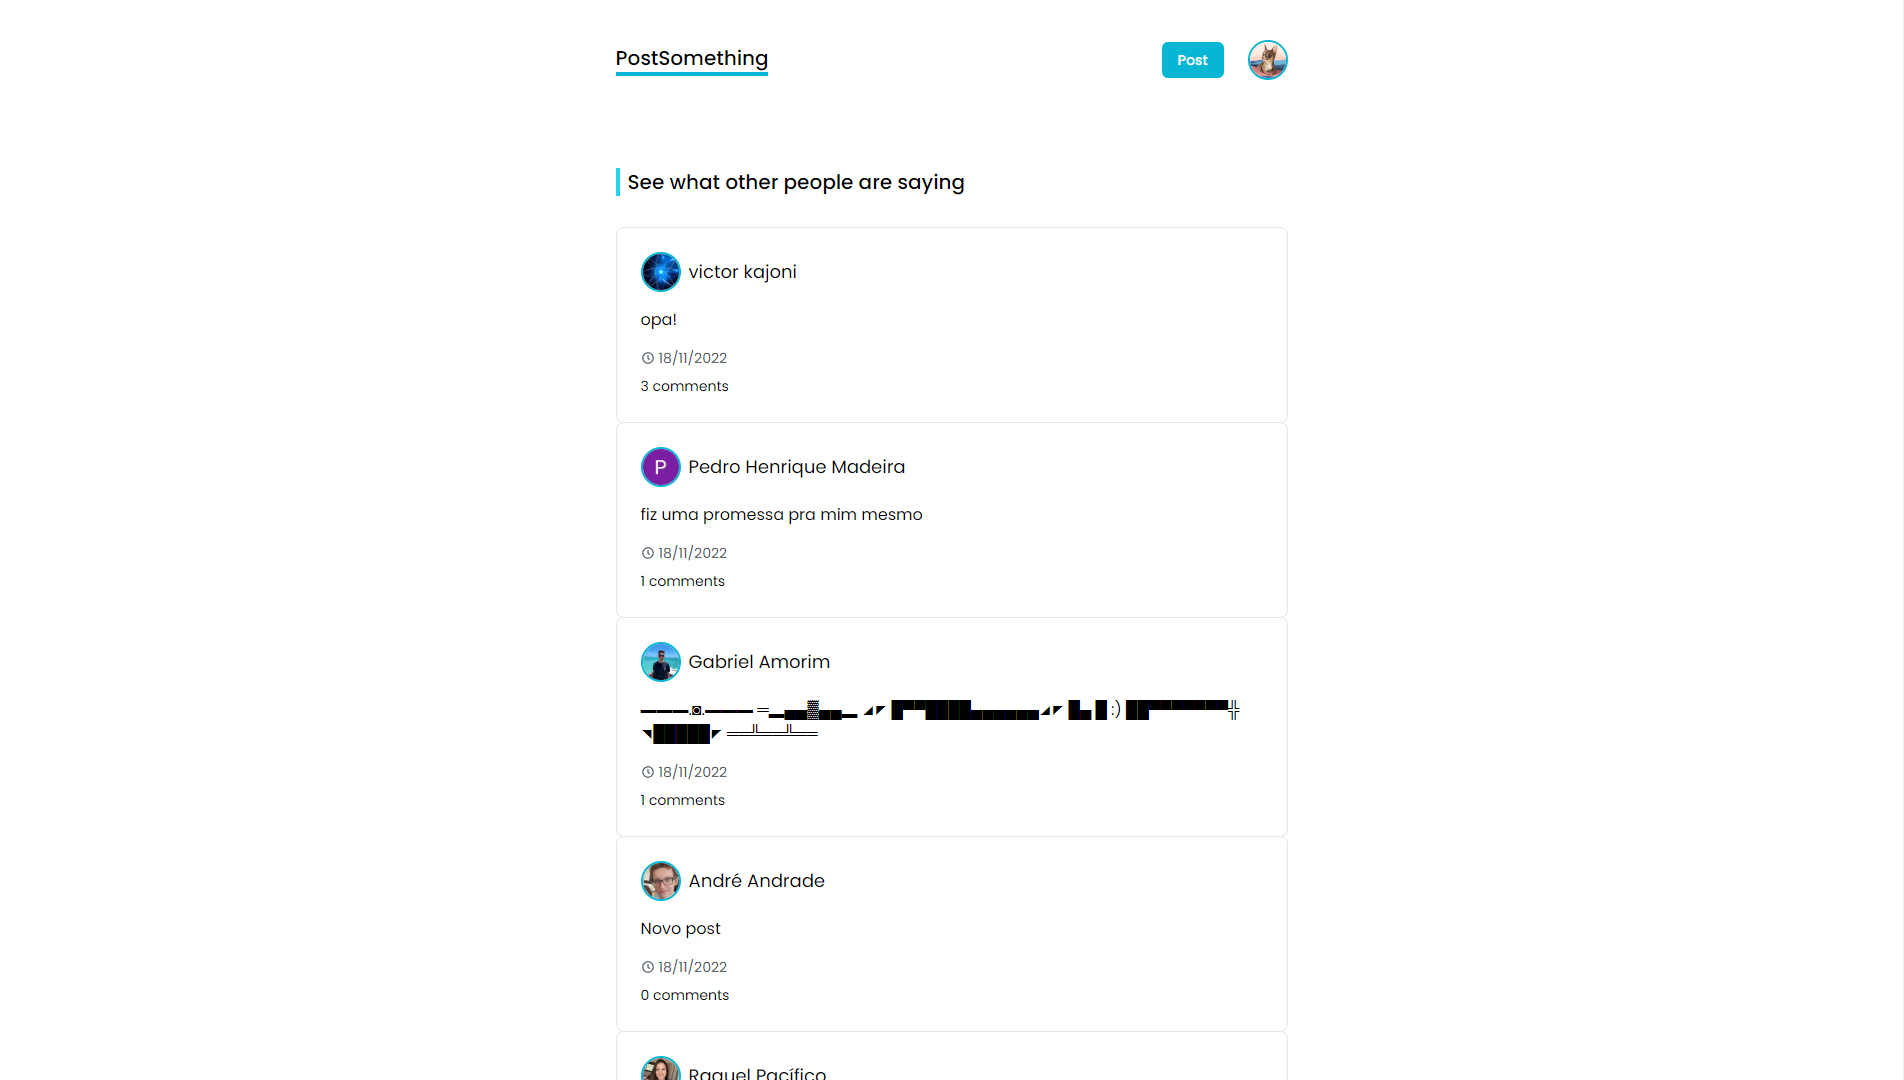 PostSomething
Post
See what other people are saying
victor kajoni
opa!
18/11/2022
3 comments
P
Pedro Henrique Madeira
fiz uma promessa pra mim mesmo
18/11/2022
1 comments
Gabriel Amorim
▬▬▬.◙.▬▬▬ ═▂▄▄▓▄▄▂ ◢◤ █▀▀████▄▄▄▄▄▄◢◤ █▄ █ :) ██▀▀▀▀▀▀▀╬
◥█████◤ ══╩══╩══
18/11/2022
1 comments
André Andrade
Novo post
18/11/2022
0 comments
Raquel Pacífico